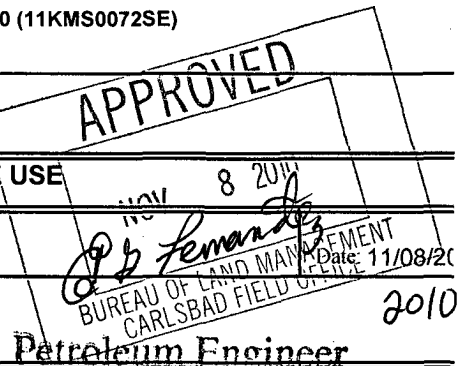 0 (11KMS0072SE)
APPROVED
USE
NOV 8 2010
Fernandez
Date: 11/08/20
BUREAU OF LAND MANAGEMENT
CARLSBAD FIELD OFFICE
2010
Petroleum Engineer